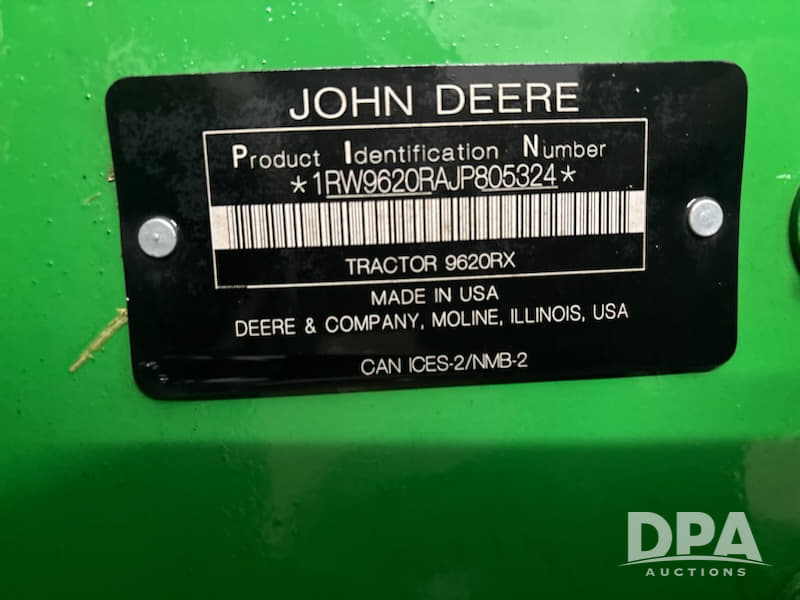 JOHN DEERE
Product Identification Number
*1RW9620RAJP805324*
TRACTOR 9620RX
MADE IN USA
DEERE & COMPANY, MOLINE, ILLINOIS, USA
CAN ICES-2/NMB-2
DPA
AUCTIONS